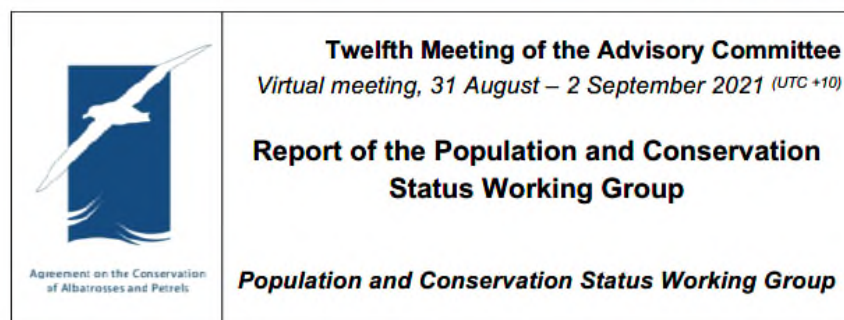 Twelfth Meeting of the Advisory Committee
Virtual meeting, 31 August – 2 September 2021 (UTC +10)
Report of the Population and Conservation
Status Working Group
Population and Conservation Status Working Group
Agreement on the Conservation
of Albatrosses and Petrels